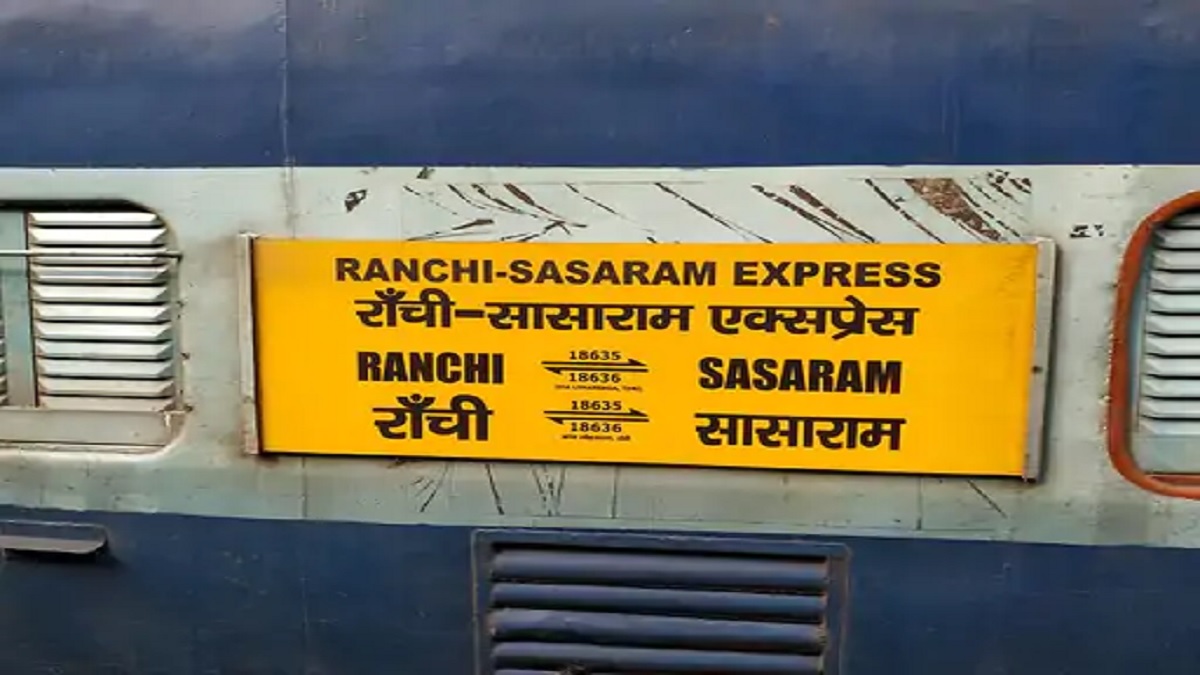 RANCHI-SASARAM EXPRESS
राँची-सासाराम एक्सप्रेस
RANCHI 18635 SASARAM
18636
राँची 18635 सासाराम
18636